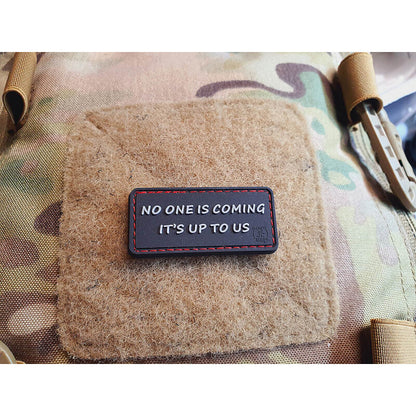 NO ONE IS COMING
IT'S UP TO US